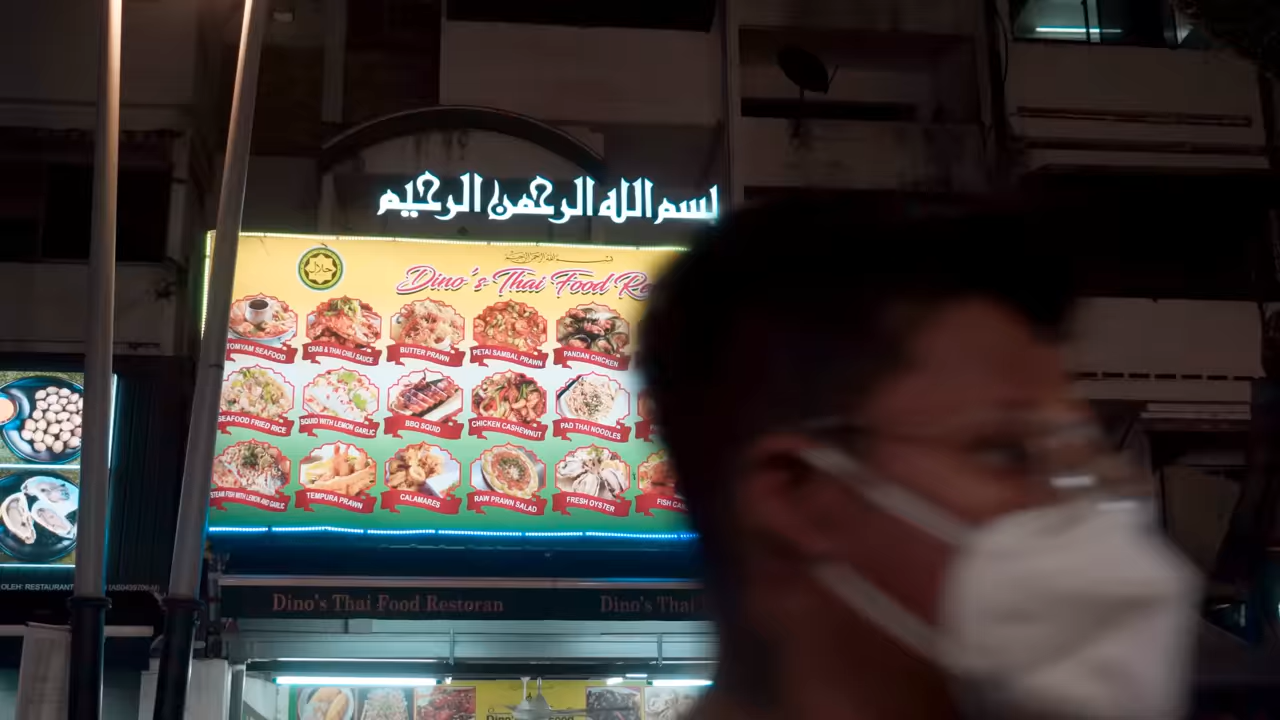 بسم الله الرحمن الرحيم
حلال
Dino's Thai Food Re
TOMYAM SEAFOOD
CRAB & THAI CHILI SAUCE
BUTTER PRAWN
PETAI SAMBAL PRAWN
PANDAN CHICKEN
SEAFOOD FRIED RICE
SQUID WITH LEMON GARLIC
BBQ SQUID
CHICKEN CASHEWNUT
PAD THAI NOODLES
STEAM FISH WITH LEMON AND GARLIC
TEMPURA PRAWN
CALAMARES
RAW PRAWN SALAD
FRESH OYSTER
FISH CA
OLEH: RESTAURANT
Dino's Thai Food Restoran
Dino's Thai